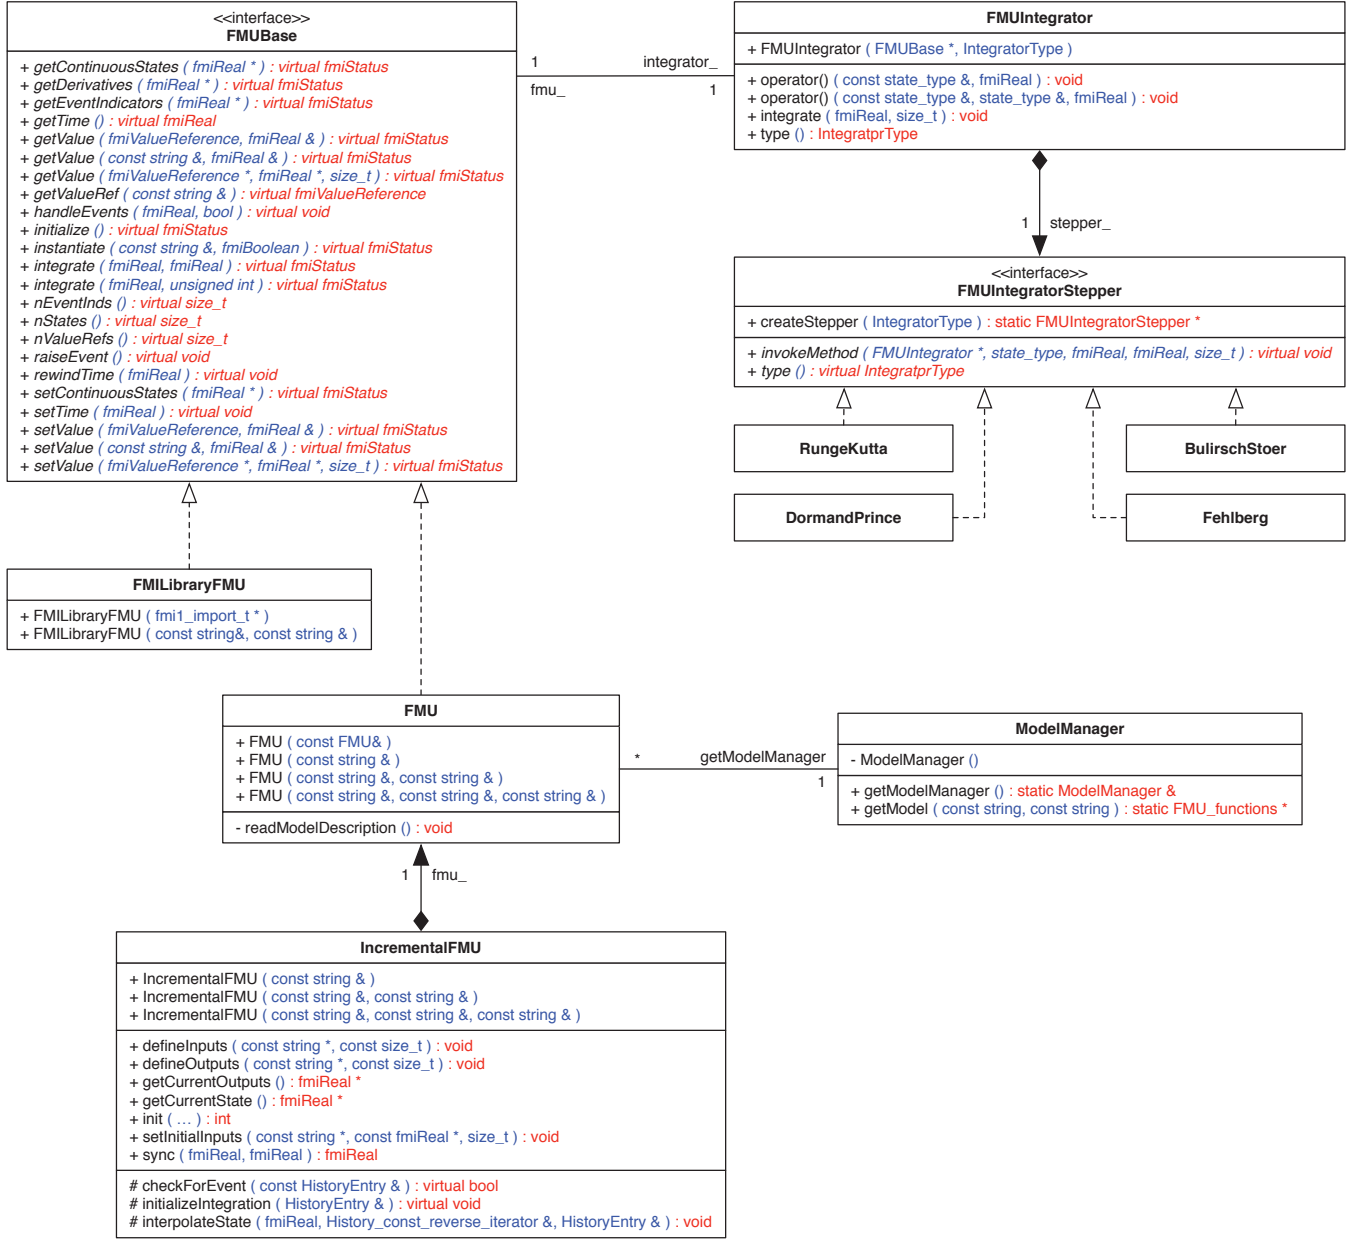 <<interface>>
FMUBase
+ getContinuousStates ( fmiReal * ) : virtual fmiStatus
+ getDerivatives ( fmiReal * ) : virtual fmiStatus
+ getEventIndicators ( fmiReal * ) : virtual fmiStatus
+ getTime () : virtual fmiReal
+ getValue ( fmiValueReference, fmiReal & ) : virtual fmiStatus
+ getValue ( const string &, fmiReal & ) : virtual fmiStatus
+ getValue ( fmiValueReference *, fmiReal *, size_t ) : virtual fmiStatus
+ getValueRef ( const string & ) : virtual fmiValueReference
+ handleEvents ( fmiReal, bool ) : virtual void
+ initialize () : virtual fmiStatus
+ instantiate ( const string &, fmiBoolean ) : virtual fmiStatus
+ integrate ( fmiReal, fmiReal ) : virtual fmiStatus
+ integrate ( fmiReal, unsigned int ) : virtual fmiStatus
+ nEventInds () : virtual size_t
+ nStates () : virtual size_t
+ nValueRefs () : virtual size_t
+ raiseEvent () : virtual void
+ rewindTime ( fmiReal ) : virtual void
+ setContinuousStates ( fmiReal * ) : virtual fmiStatus
+ setTime ( fmiReal ) : virtual void
+ setValue ( fmiValueReference, fmiReal & ) : virtual fmiStatus
+ setValue ( const string &, fmiReal & ) : virtual fmiStatus
+ setValue ( fmiValueReference *, fmiReal *, size_t ) : virtual fmiStatus
1
integrator_
fmu_
1
FMUIntegrator
+ FMUIntegrator ( FMUBase *, IntegratorType )
+ operator() ( const state_type &, fmiReal ) : void
+ operator() ( const state_type &, state_type &, fmiReal ) : void
+ integrate ( fmiReal, size_t ) : void
+ type () : IntegratprType
1 stepper_
<<interface>>
FMUIntegratorStepper
+ createStepper ( IntegratorType ) : static FMUIntegratorStepper *
+ invokeMethod ( FMUIntegrator *, state_type, fmiReal, fmiReal, size_t ) : virtual void
+ type () : virtual IntegratprType
RungeKutta
BulirschStoer
DormandPrince
Fehlberg
FMILibraryFMU
+ FMILibraryFMU ( fmi1_import_t * )
+ FMILibraryFMU ( const string&, const string & )
FMU
+ FMU ( const FMU& )
+ FMU ( const string & )
+ FMU ( const string &, const string & )
+ FMU ( const string &, const string &, const string & )
- readModelDescription () : void
*
getModelManager
1
ModelManager
- ModelManager ()
+ getModelManager () : static ModelManager &
+ getModel ( const string, const string ) : static FMU_functions *
1 fmu_
IncrementalFMU
+ IncrementalFMU ( const string & )
+ IncrementalFMU ( const string &, const string & )
+ IncrementalFMU ( const string &, const string &, const string & )
+ defineInputs ( const string *, const size_t ) : void
+ defineOutputs ( const string *, const size_t ) : void
+ getCurrentOutputs () : fmiReal *
+ getCurrentState () : fmiReal *
+ init ( … ) : int
+ setInitialInputs ( const string *, const fmiReal *, size_t ) : void
+ sync ( fmiReal, fmiReal ) : fmiReal
# checkForEvent ( const HistoryEntry & ) : virtual bool
# initializeIntegration ( HistoryEntry & ) : virtual void
# interpolateState ( fmiReal, History_const_reverse_iterator &, HistoryEntry & ) : void